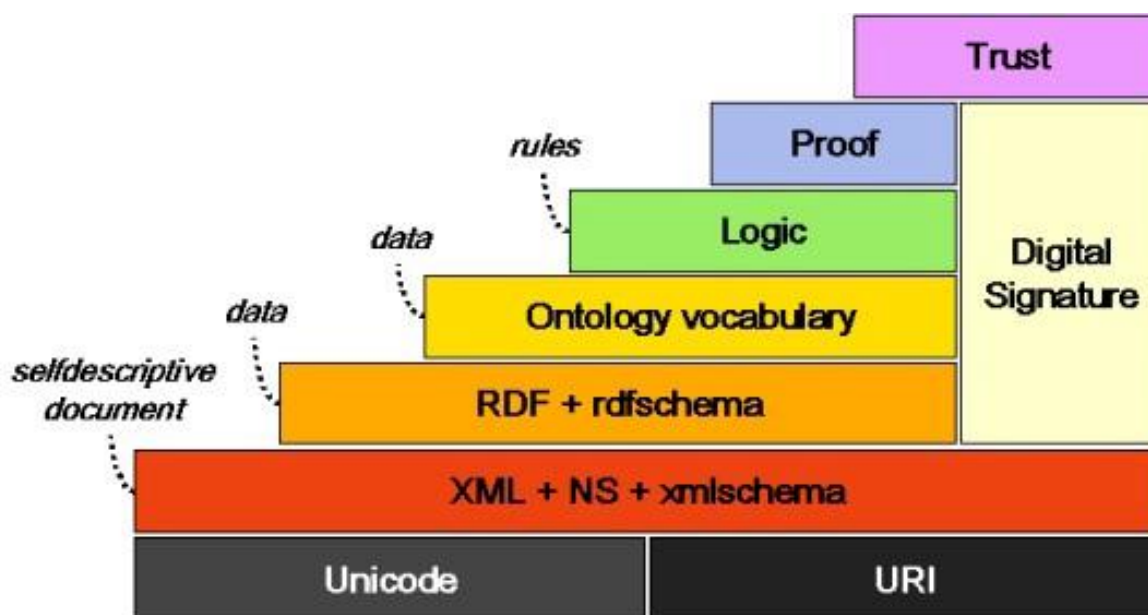 Trust
Proof
rules
Logic
Digital
Signature
data
Ontology vocabulary
data
RDF + rdfschema
selfdescriptive
document
XML + NS + xmlschema
Unicode
URI